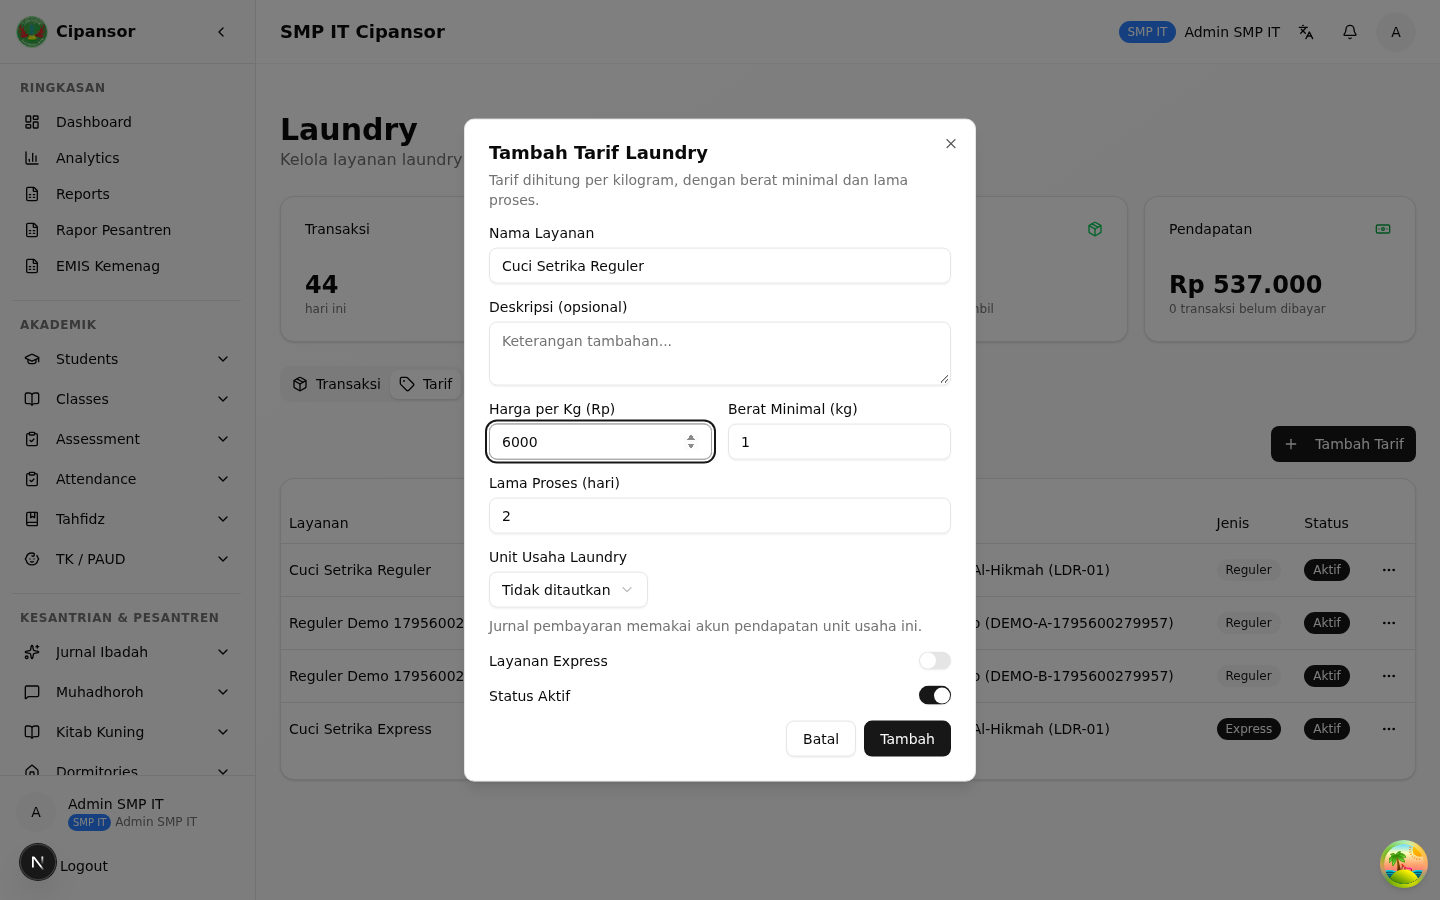 Cipansor
SMP IT Cipansor
SMP IT
Admin SMP IT
A
RINGKASAN
Dashboard
Analytics
Reports
Rapor Pesantren
EMIS Kemenag
AKADEMIK
Students
Classes
Assessment
Attendance
Tahfidz
TK / PAUD
KESANTRIAN & PESANTREN
Jurnal Ibadah
Muhadhoroh
Kitab Kuning
Dormitories
A
Admin SMP IT
SMP IT Admin SMP IT
N
Logout
Laundry
Kelola layanan laundry
Transaksi
44
hari ini
Pendapatan
Rp 537.000
0 transaksi belum dibayar
Transaksi
Tarif
Tambah Tarif
Layanan
Jenis
Status
Cuci Setrika Reguler
Al-Hikmah (LDR-01)
Reguler
Aktif
Reguler Demo 17956002
(DEMO-A-1795600279957)
Reguler
Aktif
Reguler Demo 17956002
(DEMO-B-1795600279957)
Reguler
Aktif
Cuci Setrika Express
Al-Hikmah (LDR-01)
Express
Aktif
Tambah Tarif Laundry
Tarif dihitung per kilogram, dengan berat minimal dan lama
proses.
Nama Layanan
Cuci Setrika Reguler
Deskripsi (opsional)
Keterangan tambahan...
Harga per Kg (Rp)
6000
Berat Minimal (kg)
1
Lama Proses (hari)
2
Unit Usaha Laundry
Tidak ditautkan
Jurnal pembayaran memakai akun pendapatan unit usaha ini.
Layanan Express
Status Aktif
Batal
Tambah